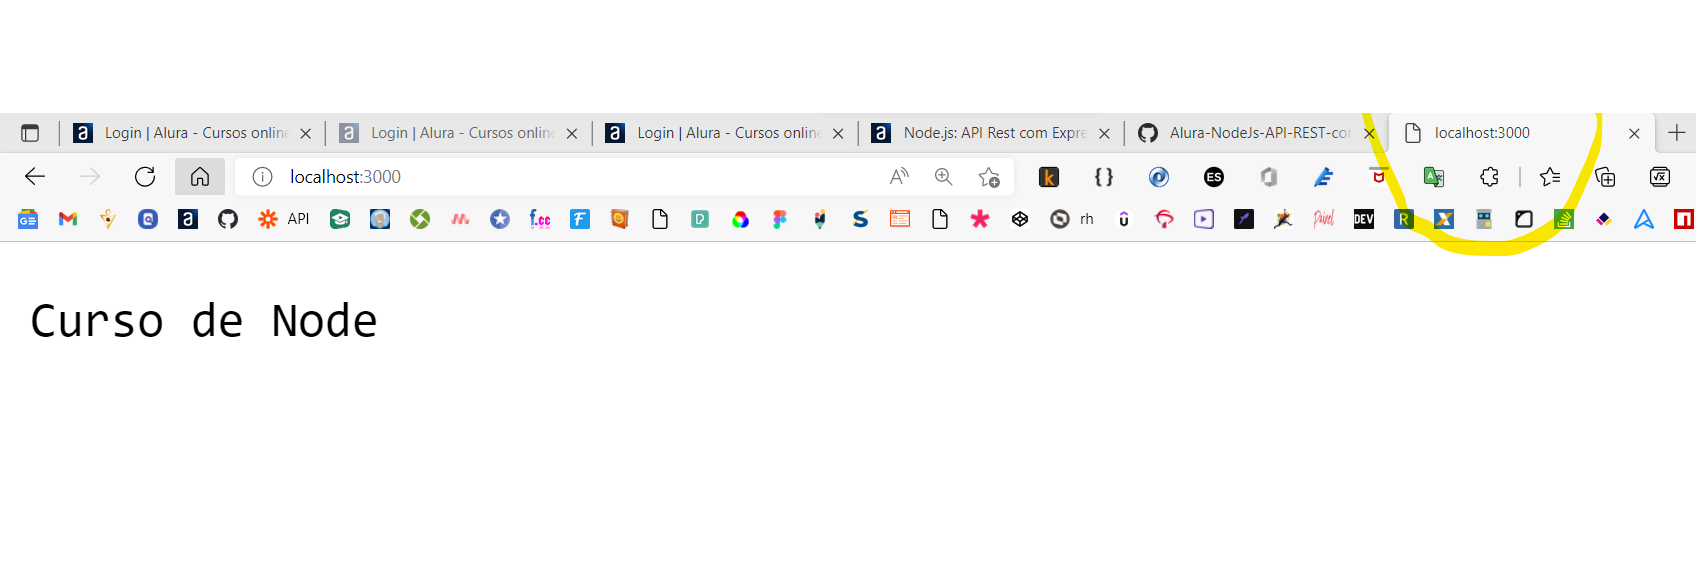 Login | Alura - Cursos online
Login | Alura - Cursos online
Login | Alura - Cursos online
Node.js: API Rest com Expre
Alura-NodeJs-API-REST-cor
localhost:3000
localhost:3000
API
rh
Curso de Node